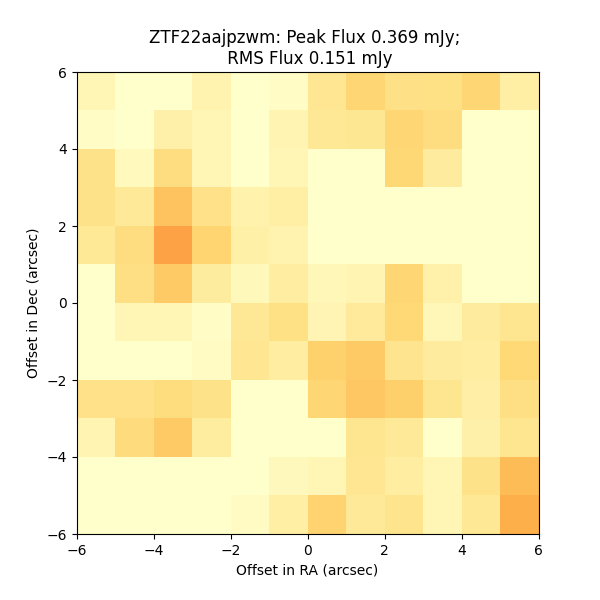 ZTF22aajpzwm: Peak Flux 0.369 mJy;
RMS Flux 0.151 mJy
6
4
2
0
−2
−4
−6
Offset in Dec (arcsec)
−6 −4 −2 0 2 4 6
Offset in RA (arcsec)